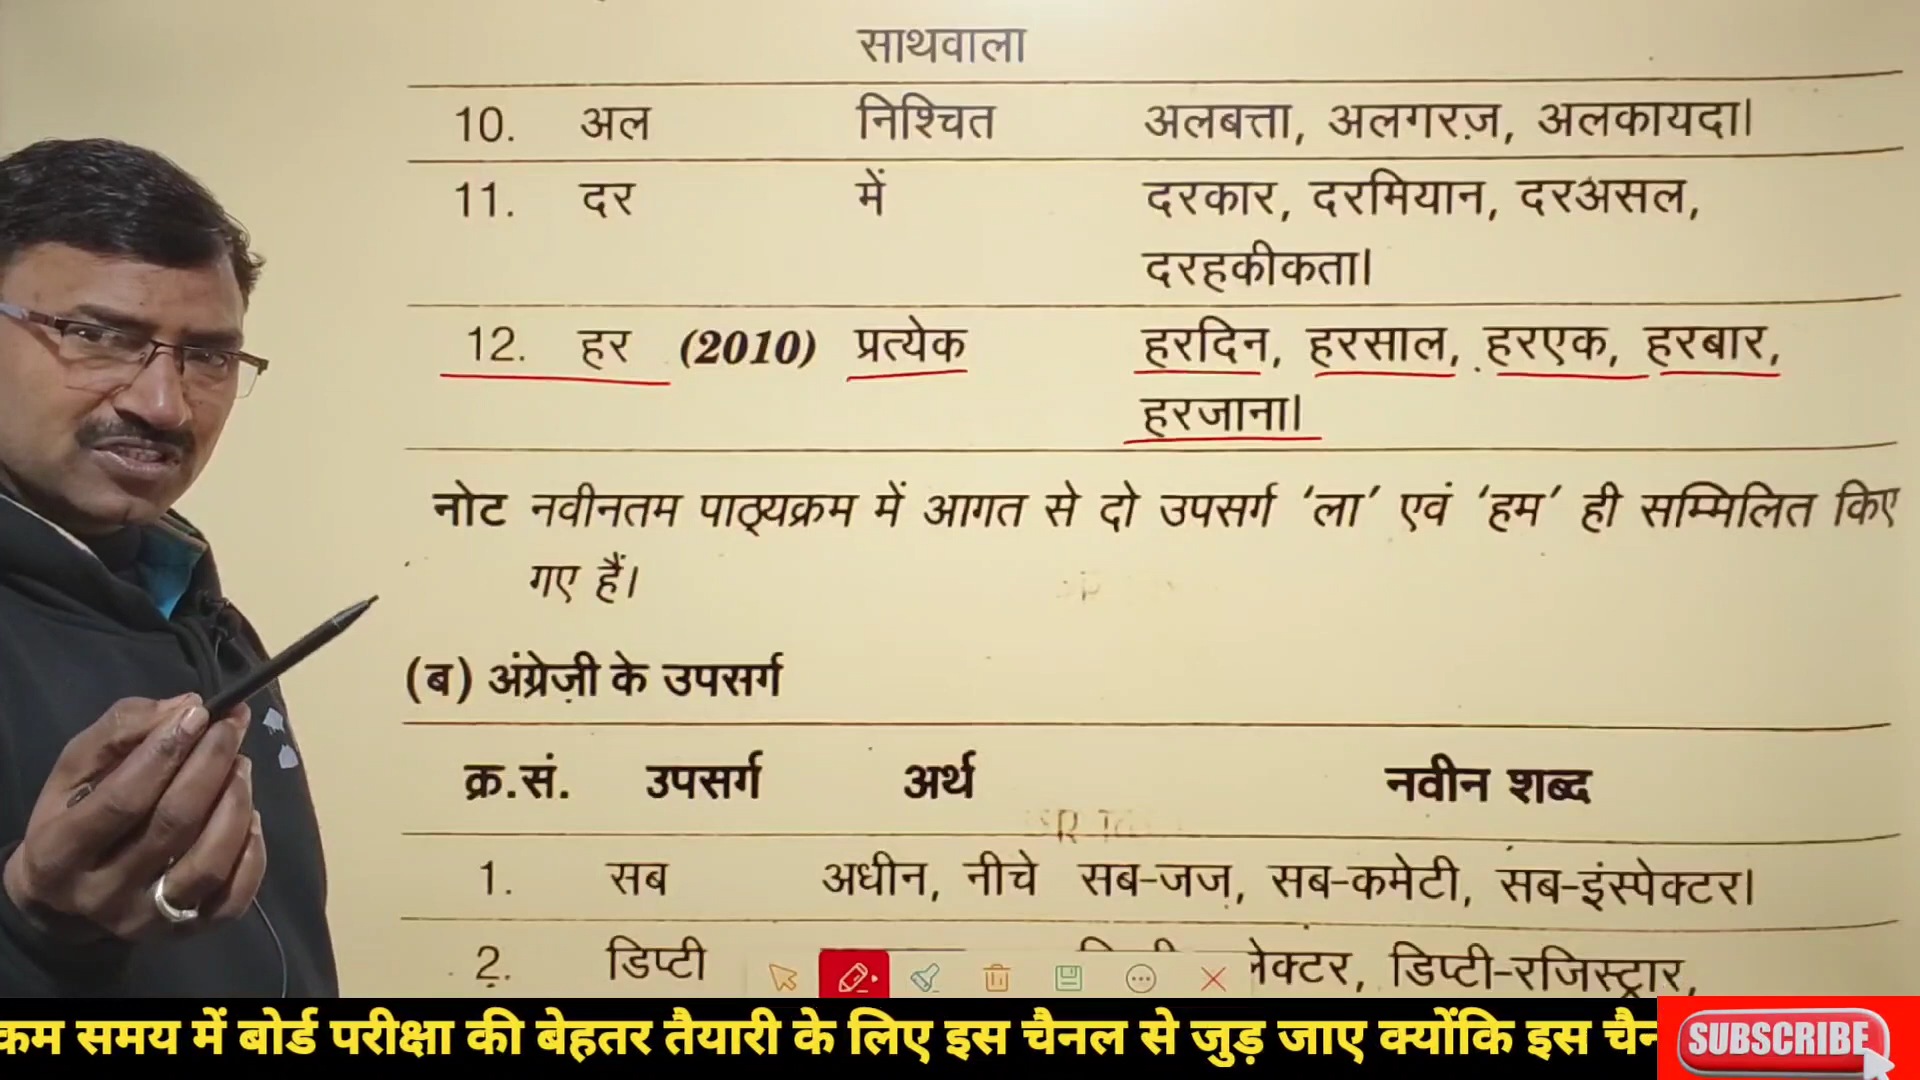 साथवाला
10. अल निश्चित अलबत्ता, अलगरज़, अलकायदा।
11. दर में दरकार, दरमियान, दरअसल,
दरहकीकता।
12. हर (2010) प्रत्येक हरदिन, हरसाल, हरएक, हरबार,
हरजाना।
नोट नवीनतम पाठ्यक्रम में आगत से दो उपसर्ग ‘ला’ एवं ‘हम’ ही सम्मिलित किए
गए हैं।
(ब) अंग्रेज़ी के उपसर्ग
क्र.सं. उपसर्ग अर्थ नवीन शब्द
1. सब अधीन, नीचे सब-जज, सब-कमेटी, सब-इंस्पेक्टर।
2. डिप्टी डिप्टी-रजिस्ट्रार,
कम समय में बोर्ड परीक्षा की बेहतर तैयारी के लिए इस चैनल से जुड़ जाए क्योंकि इस
SUBSCRIBE